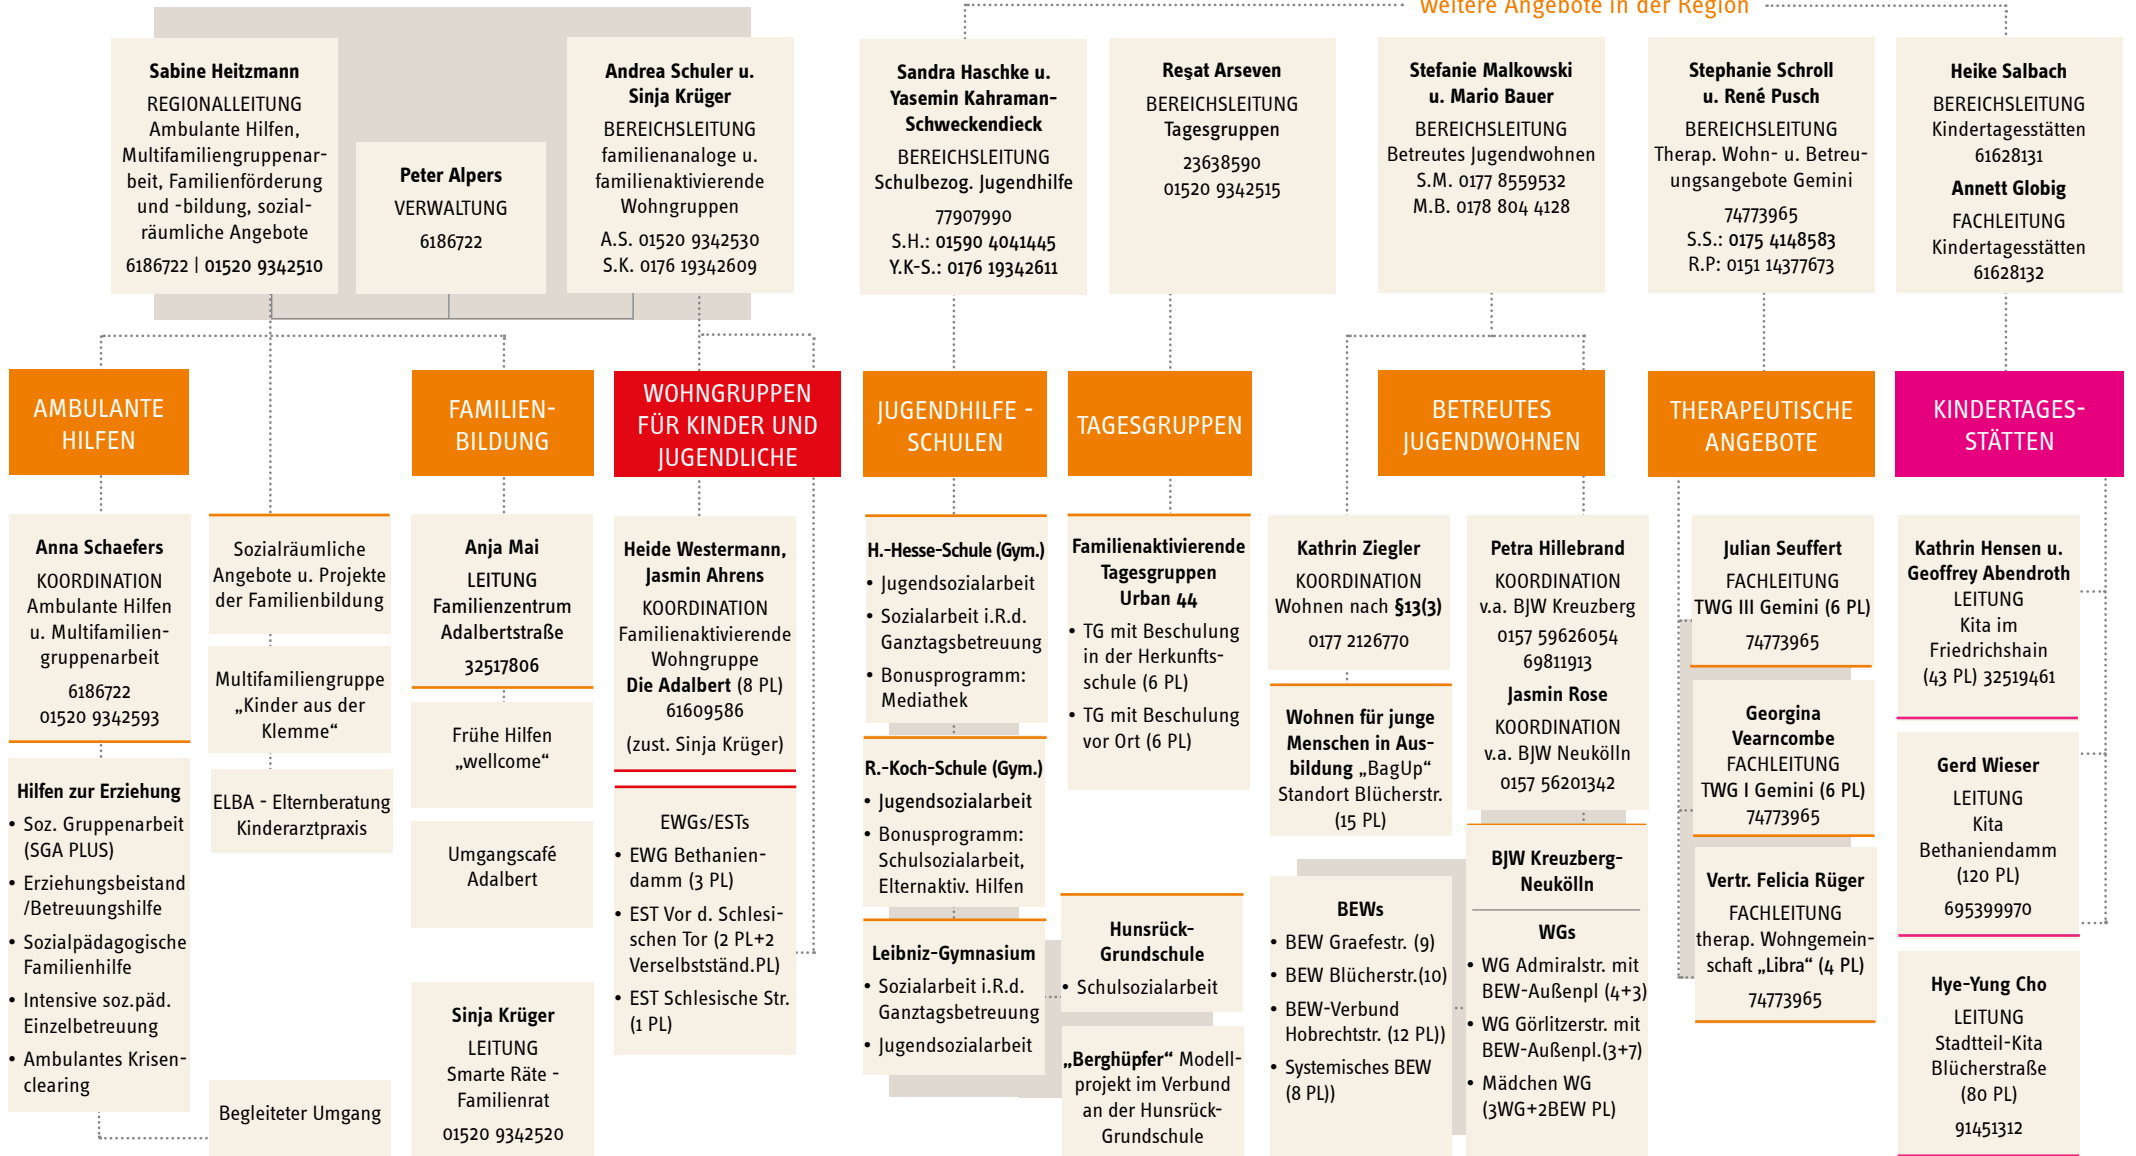 weitere Angebote in der Region
Sabine Heitzmann
REGIONALLEITUNG
Ambulante Hilfen,
Multifamiliengruppenar-
beit, Familienförderung
und -bildung, sozial-
räumliche Angebote
6186722 | 01520 9342510
Peter Alpers
VERWALTUNG
6186722
Andrea Schuler u.
Sinja Krüger
BEREICHSLEITUNG
familienanaloge u.
familienaktivierende
Wohngruppen
A.S. 01520 9342530
S.K. 0176 19342609
Sandra Haschke u.
Yasemin Kahraman-
Schweckendieck
BEREICHSLEITUNG
Schulbezog. Jugendhilfe
77907990
S.H.: 01590 4041445
Y.K-S.: 0176 19342611
Reşat Arseven
BEREICHSLEITUNG
Tagesgruppen
23638590
01520 9342515
Stefanie Malkowski
u. Mario Bauer
BEREICHSLEITUNG
Betreutes Jugendwohnen
S.M. 0177 8559532
M.B. 0178 804 4128
Stephanie Schroll
u. René Pusch
BEREICHSLEITUNG
Therap. Wohn- u. Betreu-
ungsangebote Gemini
74773965
S.S.: 0175 4148583
R.P: 0151 14377673
Heike Salbach
BEREICHSLEITUNG
Kindertagesstätten
61628131
Annett Globig
FACHLEITUNG
Kindertagesstätten
61628132
AMBULANTE
HILFEN
FAMILIEN-
BILDUNG
WOHNGRUPPEN
FÜR KINDER UND
JUGENDLICHE
JUGENDHILFE -
SCHULEN
TAGESGRUPPEN
BETREUTES
JUGENDWOHNEN
THERAPEUTISCHE
ANGEBOTE
KINDERTAGES-
STÄTTEN
Anna Schaefers
KOORDINATION
Ambulante Hilfen
u. Multifamilien-
gruppenarbeit
6186722
01520 9342593
Hilfen zur Erziehung
• Soz. Gruppenarbeit
(SGA PLUS)
• Erziehungsbeistand
/Betreuungshilfe
• Sozialpädagogische
Familienhilfe
• Intensive soz.päd.
Einzelbetreuung
• Ambulantes Krisen-
clearing
Sozialräumliche
Angebote u. Projekte
der Familienbildung
Multifamiliengruppe
„Kinder aus der
Klemme“
ELBA - Elternberatung
Kinderarztpraxis
Begleiteter Umgang
Anja Mai
LEITUNG
Familienzentrum
Adalbertstraße
32517806
Frühe Hilfen
„wellcome“
Umgangscafé
Adalbert
Sinja Krüger
LEITUNG
Smarte Räte -
Familienrat
01520 9342520
Heide Westermann,
Jasmin Ahrens
KOORDINATION
Familienaktivierende
Wohngruppe
Die Adalbert (8 PL)
61609586
(zust. Sinja Krüger)
EWGs/ESTs
• EWG Bethanien-
damm (3 PL)
• EST Vor d. Schlesi-
schen Tor (2 PL+2
Verselbstständ.PL)
• EST Schlesische Str.
(1 PL)
H.-Hesse-Schule (Gym.)
• Jugendsozialarbeit
• Sozialarbeit i.R.d.
Ganztagsbetreuung
• Bonusprogramm:
Mediathek
R.-Koch-Schule (Gym.)
• Jugendsozialarbeit
• Bonusprogramm:
Schulsozialarbeit,
Elternaktiv. Hilfen
Leibniz-Gymnasium
• Sozialarbeit i.R.d.
Ganztagsbetreuung
• Jugendsozialarbeit
Familienaktivierende
Tagesgruppen
Urban 44
• TG mit Beschulung
in der Herkunfts-
schule (6 PL)
• TG mit Beschulung
vor Ort (6 PL)
Hunsrück-
Grundschule
• Schulsozialarbeit
„Berghüpfer“ Modell-
projekt im Verbund
an der Hunsrück-
Grundschule
Kathrin Ziegler
KOORDINATION
Wohnen nach §13(3)
0177 2126770
Wohnen für junge
Menschen in Aus-
bildung „BagUp“
Standort Blücherstr.
(15 PL)
BEWs
• BEW Graefestr. (9)
• BEW Blücherstr.(10)
• BEW-Verbund
Hobrechtstr. (12 PL))
• Systemisches BEW
(8 PL))
Petra Hillebrand
KOORDINATION
v.a. BJW Kreuzberg
0157 59626054
69811913
Jasmin Rose
KOORDINATION
v.a. BJW Neukölln
0157 56201342
BJW Kreuzberg-
Neukölln
WGs
• WG Admiralstr. mit
BEW-Außenpl (4+3)
• WG Görlitzerstr. mit
BEW-Außenpl.(3+7)
• Mädchen WG
(3WG+2BEW PL)
Julian Seuffert
FACHLEITUNG
TWG III Gemini (6 PL)
74773965
Georgina
Vearncombe
FACHLEITUNG
TWG I Gemini (6 PL)
74773965
Vertr. Felicia Rüger
FACHLEITUNG
therap. Wohngemein-
schaft „Libra“ (4 PL)
74773965
Kathrin Hensen u.
Geoffrey Abendroth
LEITUNG
Kita im
Friedrichshain
(43 PL) 32519461
Gerd Wieser
LEITUNG
Kita
Bethaniendamm
(120 PL)
695399970
Hye-Yung Cho
LEITUNG
Stadtteil-Kita
Blücherstraße
(80 PL)
91451312